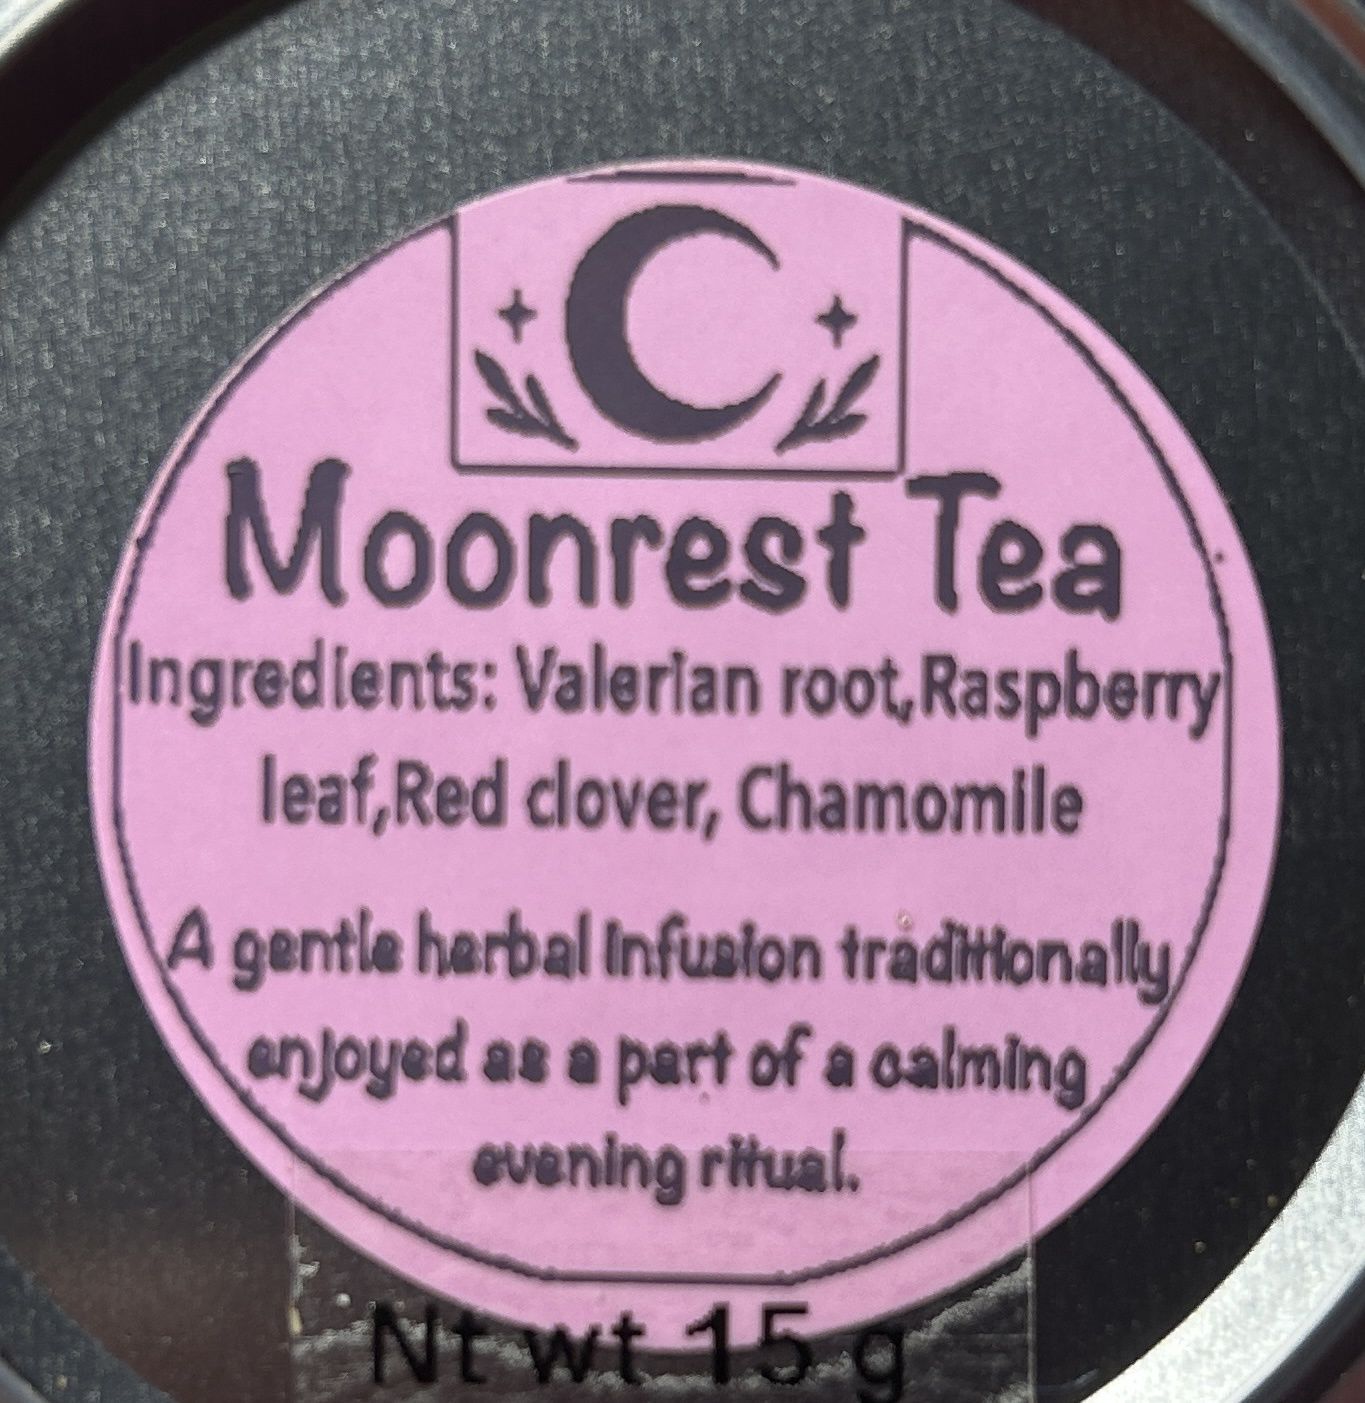 Moonrest Tea
Ingredients: Valerian root,Raspberry
leaf,Red clover, Chamomile
A gentle herbal infusion traditionally
enjoyed as a part of a calming
evening ritual.
Nt wt 15 g